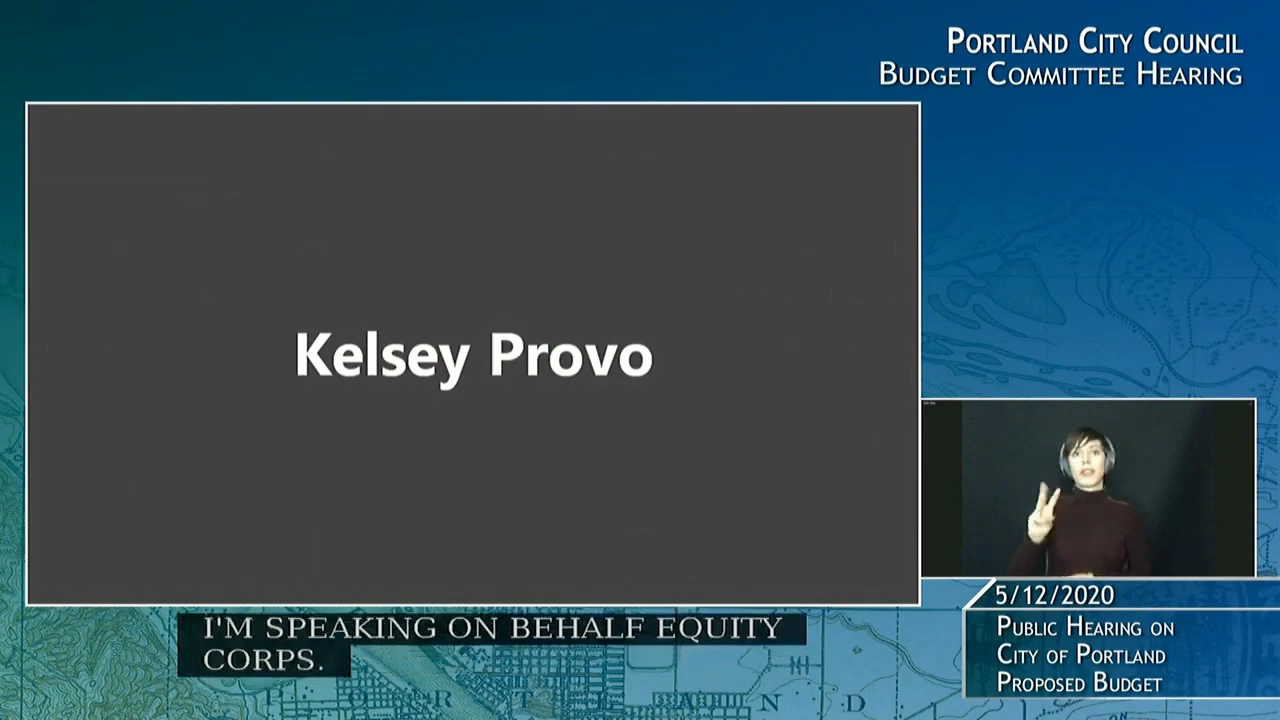 PORTLAND CITY COUNCIL
BUDGET COMMITTEE HEARING
Kelsey Provo
I'M SPEAKING ON BEHALF EQUITY
CORPS.
5/12/2020
PUBLIC HEARING ON
CITY OF PORTLAND
PROPOSED BUDGET